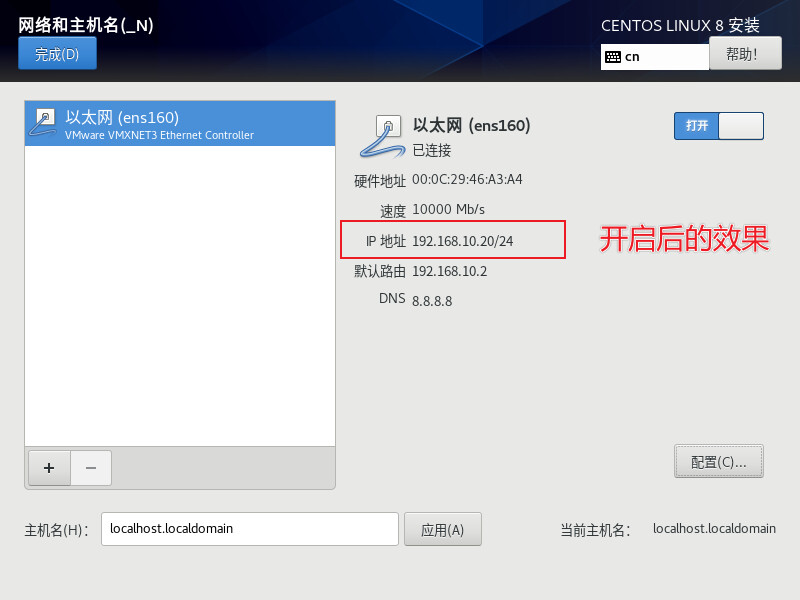 网络和主机名(_N)
CENTOS LINUX 8 安装
完成(D)
cn
帮助!
以太网 (ens160)
VMware VMXNET3 Ethernet Controller
以太网 (ens160)
已连接
打开
硬件地址 00:0C:29:46:A3:A4
速度 10000 Mb/s
IP 地址 192.168.10.20/24
开启后的效果
默认路由 192.168.10.2
DNS 8.8.8.8
+
−
配置(C)...
主机名(H)： localhost.localdomain
应用(A)
当前主机名： localhost.localdomain